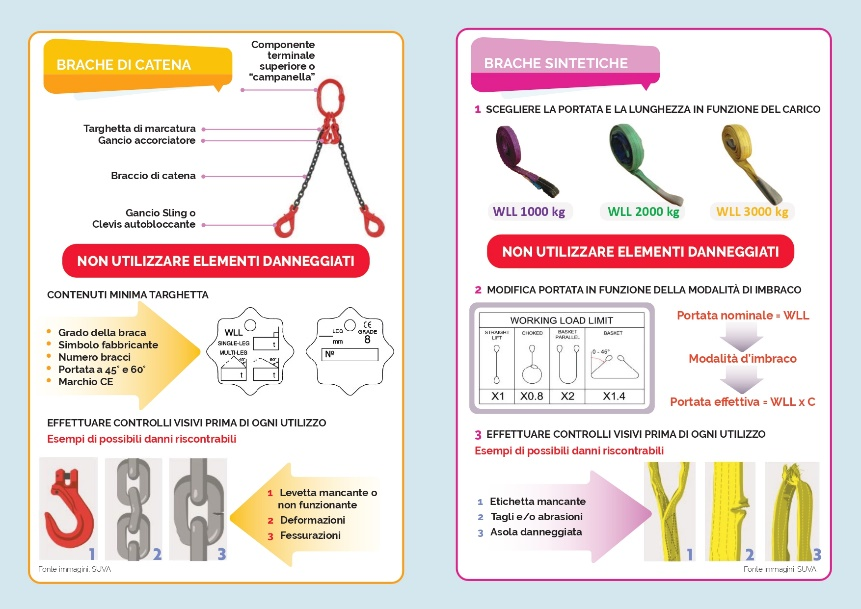 BRACHE DI CATENA
Componente
terminale
superiore o
“campanella”
Targhetta di marcatura
Gancio accorciatore
Braccio di catena
Gancio Sling o
Clevis autobloccante
NON UTILIZZARE ELEMENTI DANNEGGIATI
CONTENUTI MINIMA TARGHETTA
• Grado della braca
• Simbolo fabbricante
• Numero bracci
• Portata a 45° e 60°
• Marchio CE
WLL
SINGLE-LEG
t
MULTI-LEG
45° 60°
t t
LEG CE
GRADE
mm 8
Nº
EFFETTUARE CONTROLLI VISIVI PRIMA DI OGNI UTILIZZO
Esempi di possibili danni riscontrabili
1 2 3
1 Levetta mancante o
non funzionante
2 Deformazioni
3 Fessurazioni
Fonte immagini: SUVA
BRACHE SINTETICHE
1 SCEGLIERE LA PORTATA E LA LUNGHEZZA IN FUNZIONE DEL CARICO
WLL 1000 kg WLL 2000 kg WLL 3000 kg
NON UTILIZZARE ELEMENTI DANNEGGIATI
2 MODIFICA PORTATA IN FUNZIONE DELLA MODALITÀ DI IMBRACO
WORKING LOAD LIMIT
STRAIGHT
LIFT
CHOKED
BASKET
PARALLEL
BASKET
0 - 45°
X1 X0.8 X2 X1.4
Portata nominale = WLL
Modalità d’imbraco
Portata effettiva = WLL x C
3 EFFETTUARE CONTROLLI VISIVI PRIMA DI OGNI UTILIZZO
Esempi di possibili danni riscontrabili
1 Etichetta mancante
2 Tagli e/o abrasioni
3 Asola danneggiata
1 2 3
Fonte immagini: SUVA